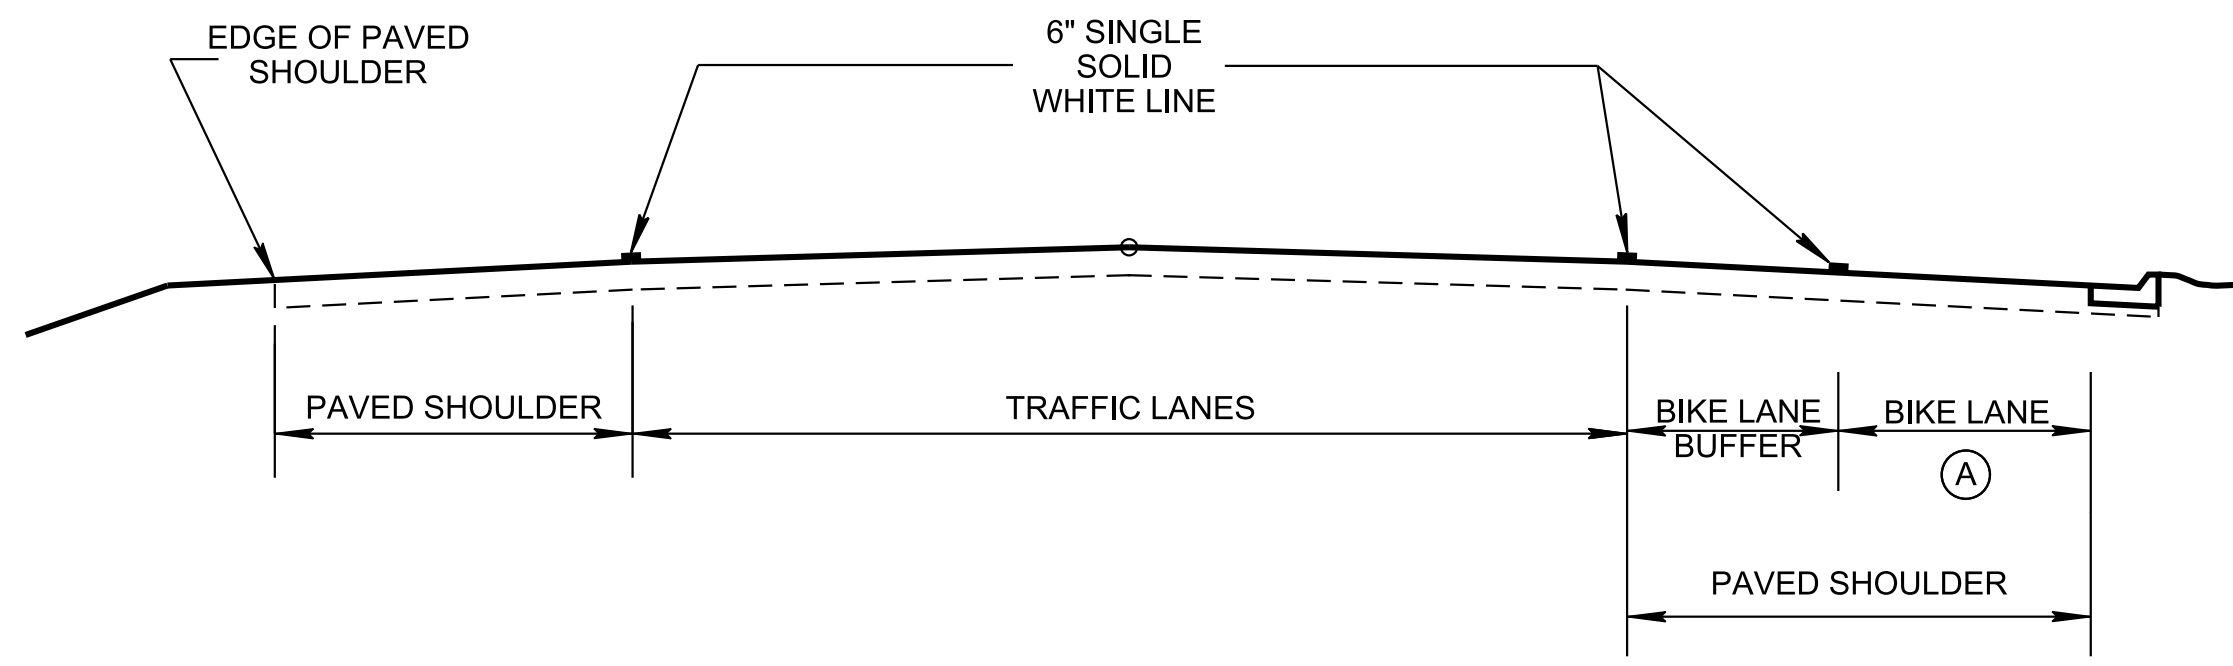 EDGE OF PAVED
SHOULDER
6" SINGLE
SOLID
WHITE LINE
PAVED SHOULDER
TRAFFIC LANES
BIKE LANE
BUFFER
BIKE LANE
A
PAVED SHOULDER